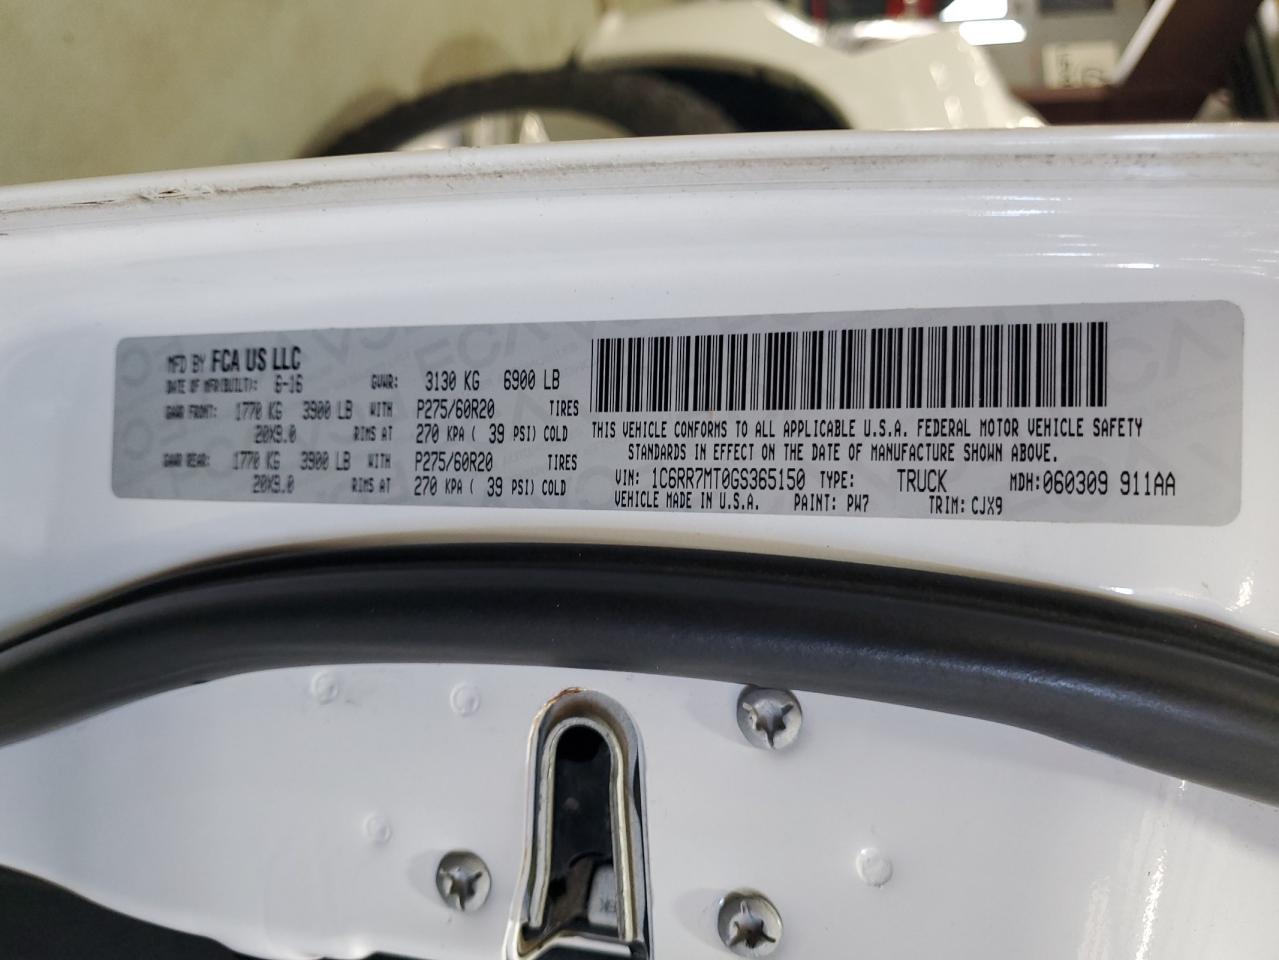 MFD BY FCA US LLC
DATE OF MFR(BUILT): 6-16 GVWR: 3130 KG 6900 LB
GAWR FRONT: 1770 KG 3900 LB WITH P275/60R20 TIRES
20X9.0 RIMS AT 270 KPA ( 39 PSI) COLD
GAWR REAR: 1770 KG 3900 LB WITH P275/60R20 TIRES
20X9.0 RIMS AT 270 KPA ( 39 PSI) COLD
THIS VEHICLE CONFORMS TO ALL APPLICABLE U.S.A. FEDERAL MOTOR VEHICLE SAFETY
STANDARDS IN EFFECT ON THE DATE OF MANUFACTURE SHOWN ABOVE.
VIN: 1C6RR7MT0GS365150 TYPE: TRUCK MDH: 060309 911AA
VEHICLE MADE IN U.S.A. PAINT: PW7 TRIM: CJX9